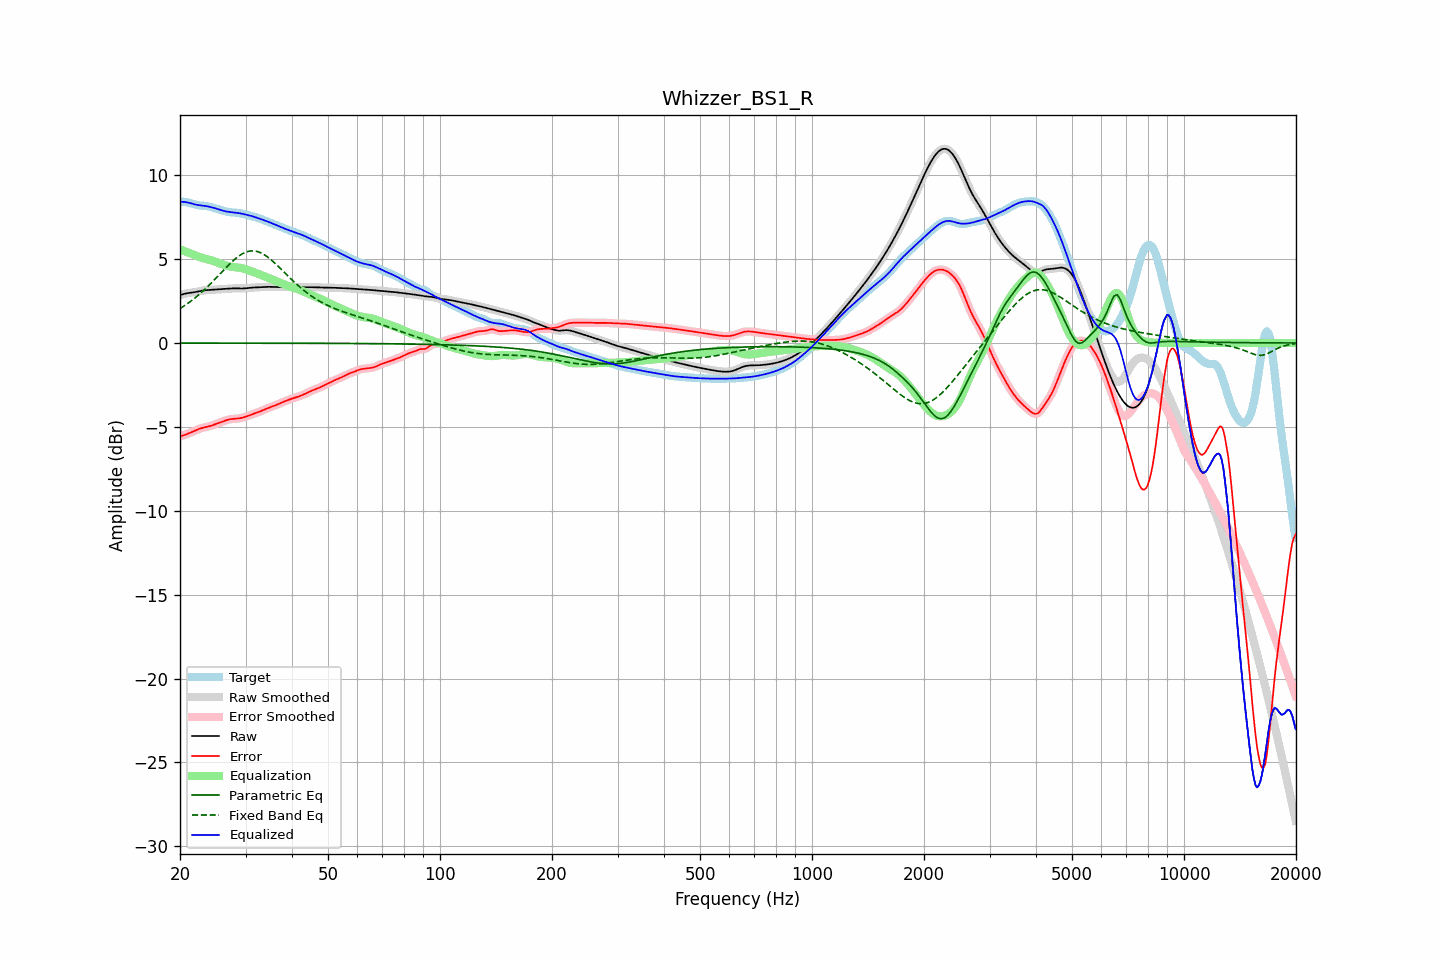 Whizzer_BS1_R
10
5
0
−5
−10
−15
−20
−25
−30
Amplitude (dBr)
Target
Raw Smoothed
Error Smoothed
Raw
Error
Equalization
Parametric Eq
Fixed Band Eq
Equalized
20 50 100 200 500 1000 2000 5000 10000 20000
Frequency (Hz)